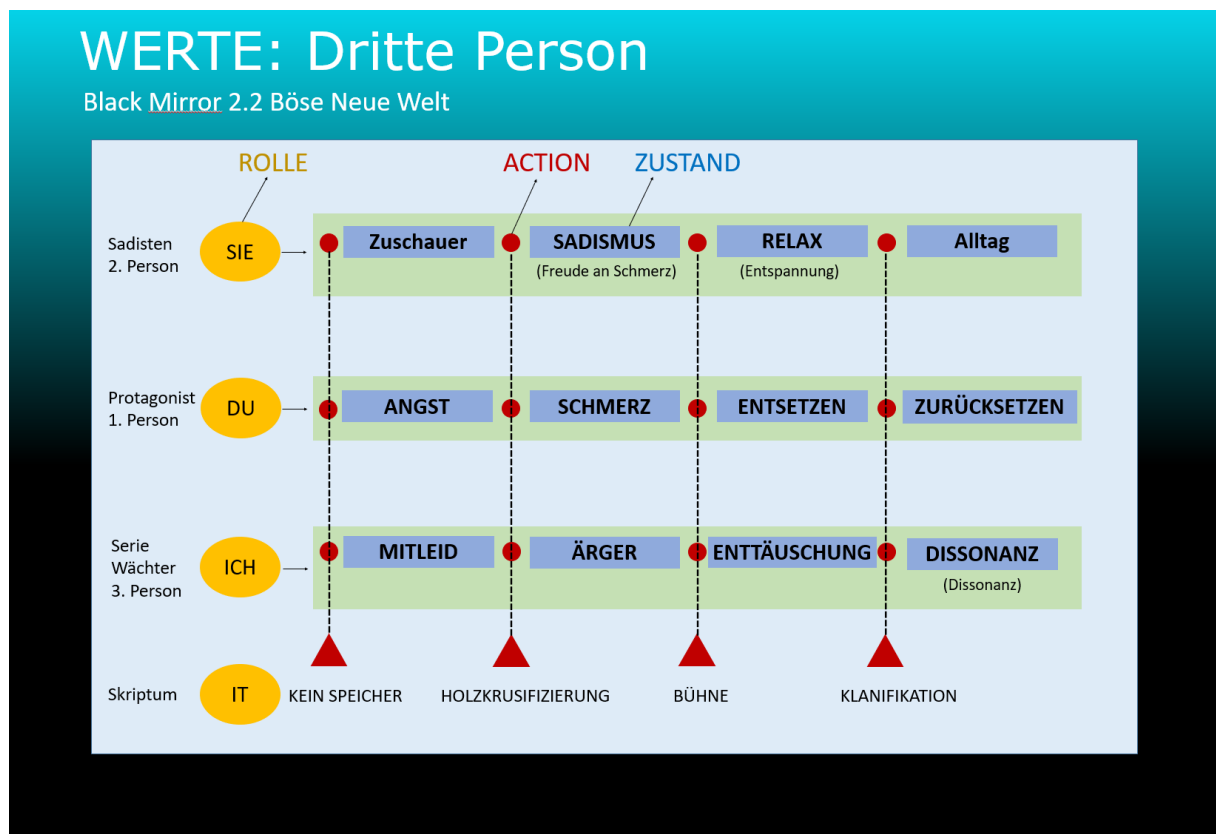 WERTE: Dritte Person
Black Mirror 2.2 Böse Neue Welt
ROLLE
ACTION
ZUSTAND
Sadisten
2. Person
SIE
Zuschauer
SADISMUS
(Freude an Schmerz)
RELAX
(Entspannung)
Alltag
Protagonist
1. Person
DU
ANGST
SCHMERZ
ENTSETZEN
ZURÜCKSETZEN
Serie
Wächter
3. Person
ICH
MITLEID
ÄRGER
ENTTÄUSCHUNG
DISSONANZ
(Dissonanz)
Skriptum
IT
KEIN SPEICHER
HOLZKRUSIFIZIERUNG
BÜHNE
KLANIFIKATION